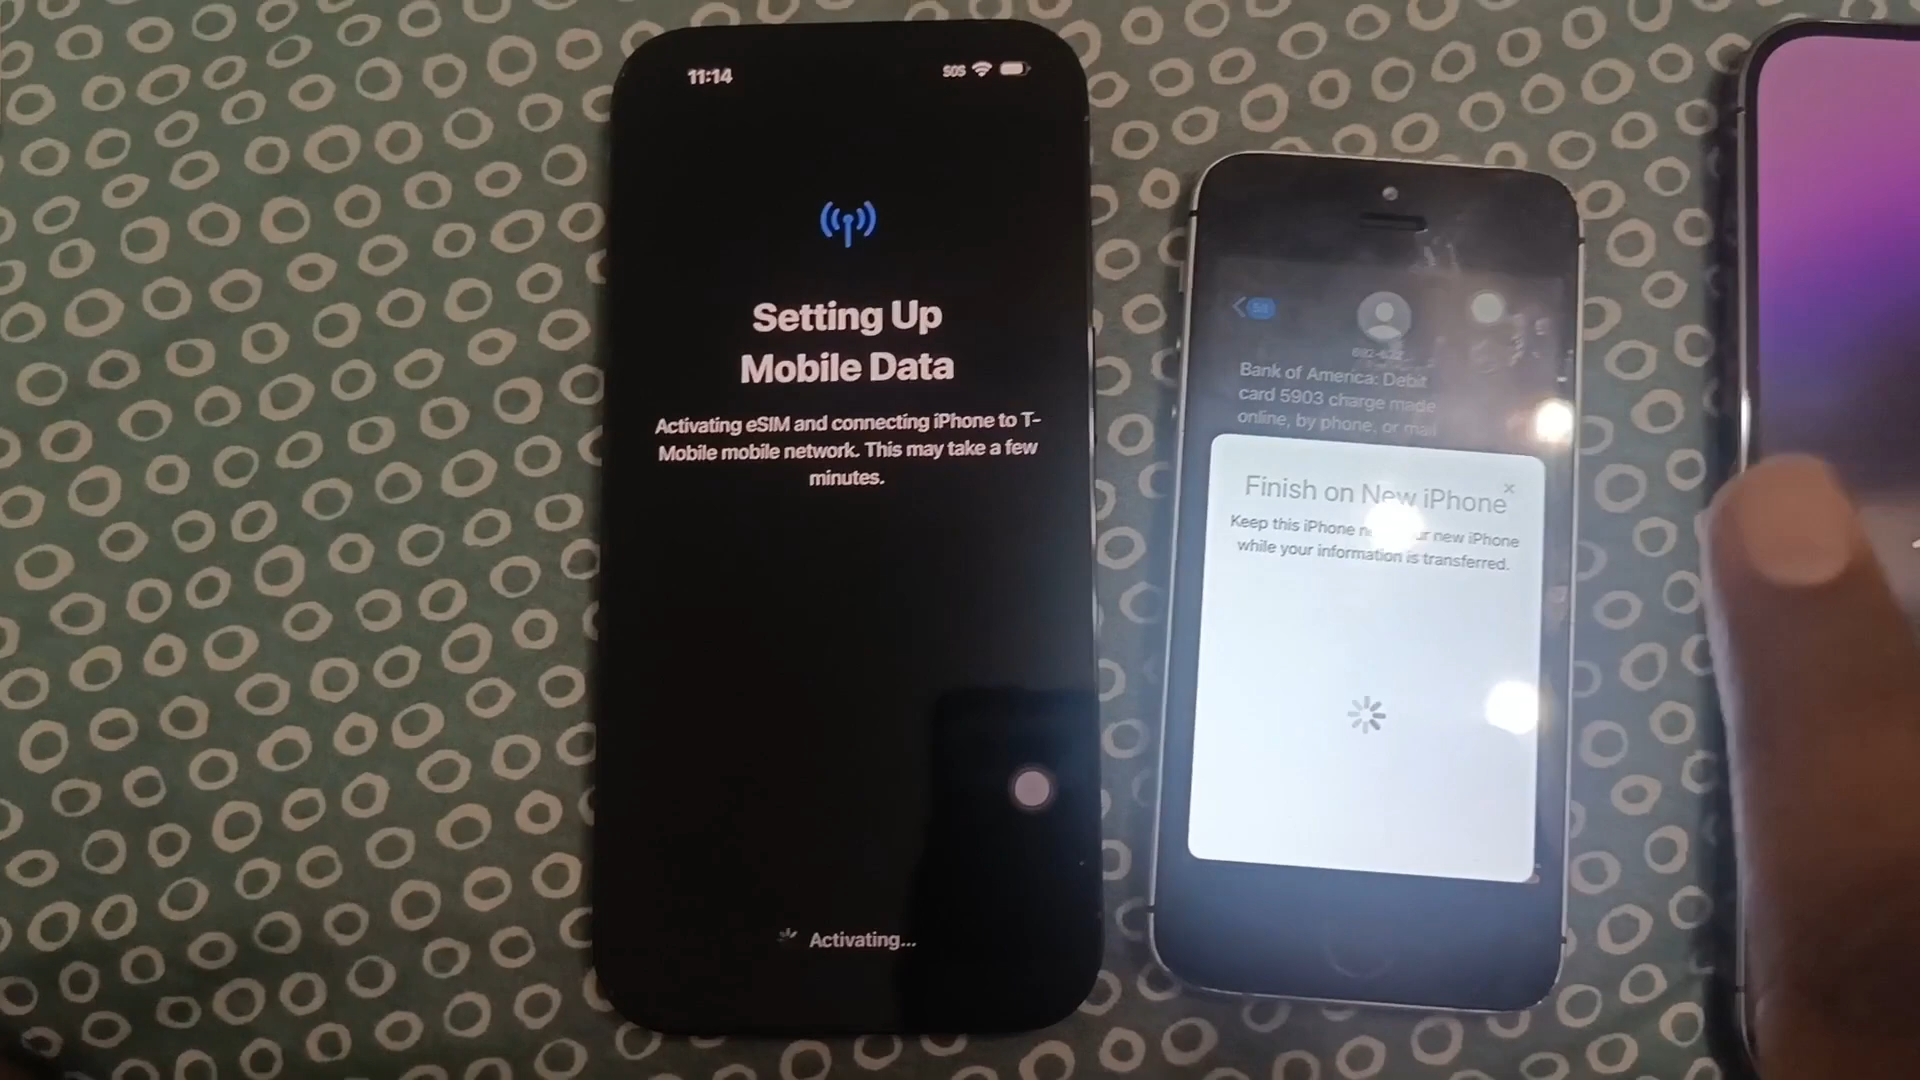 11:14
SOS
Setting Up
Mobile Data
Activating eSIM and connecting iPhone to T-
Mobile mobile network. This may take a few
minutes.
Activating...
Bank of America: Debit
card 5903 charge made
online, by phone, or mail
Finish on New iPhone
Keep this iPhone new iPhone
while your information is transferred.